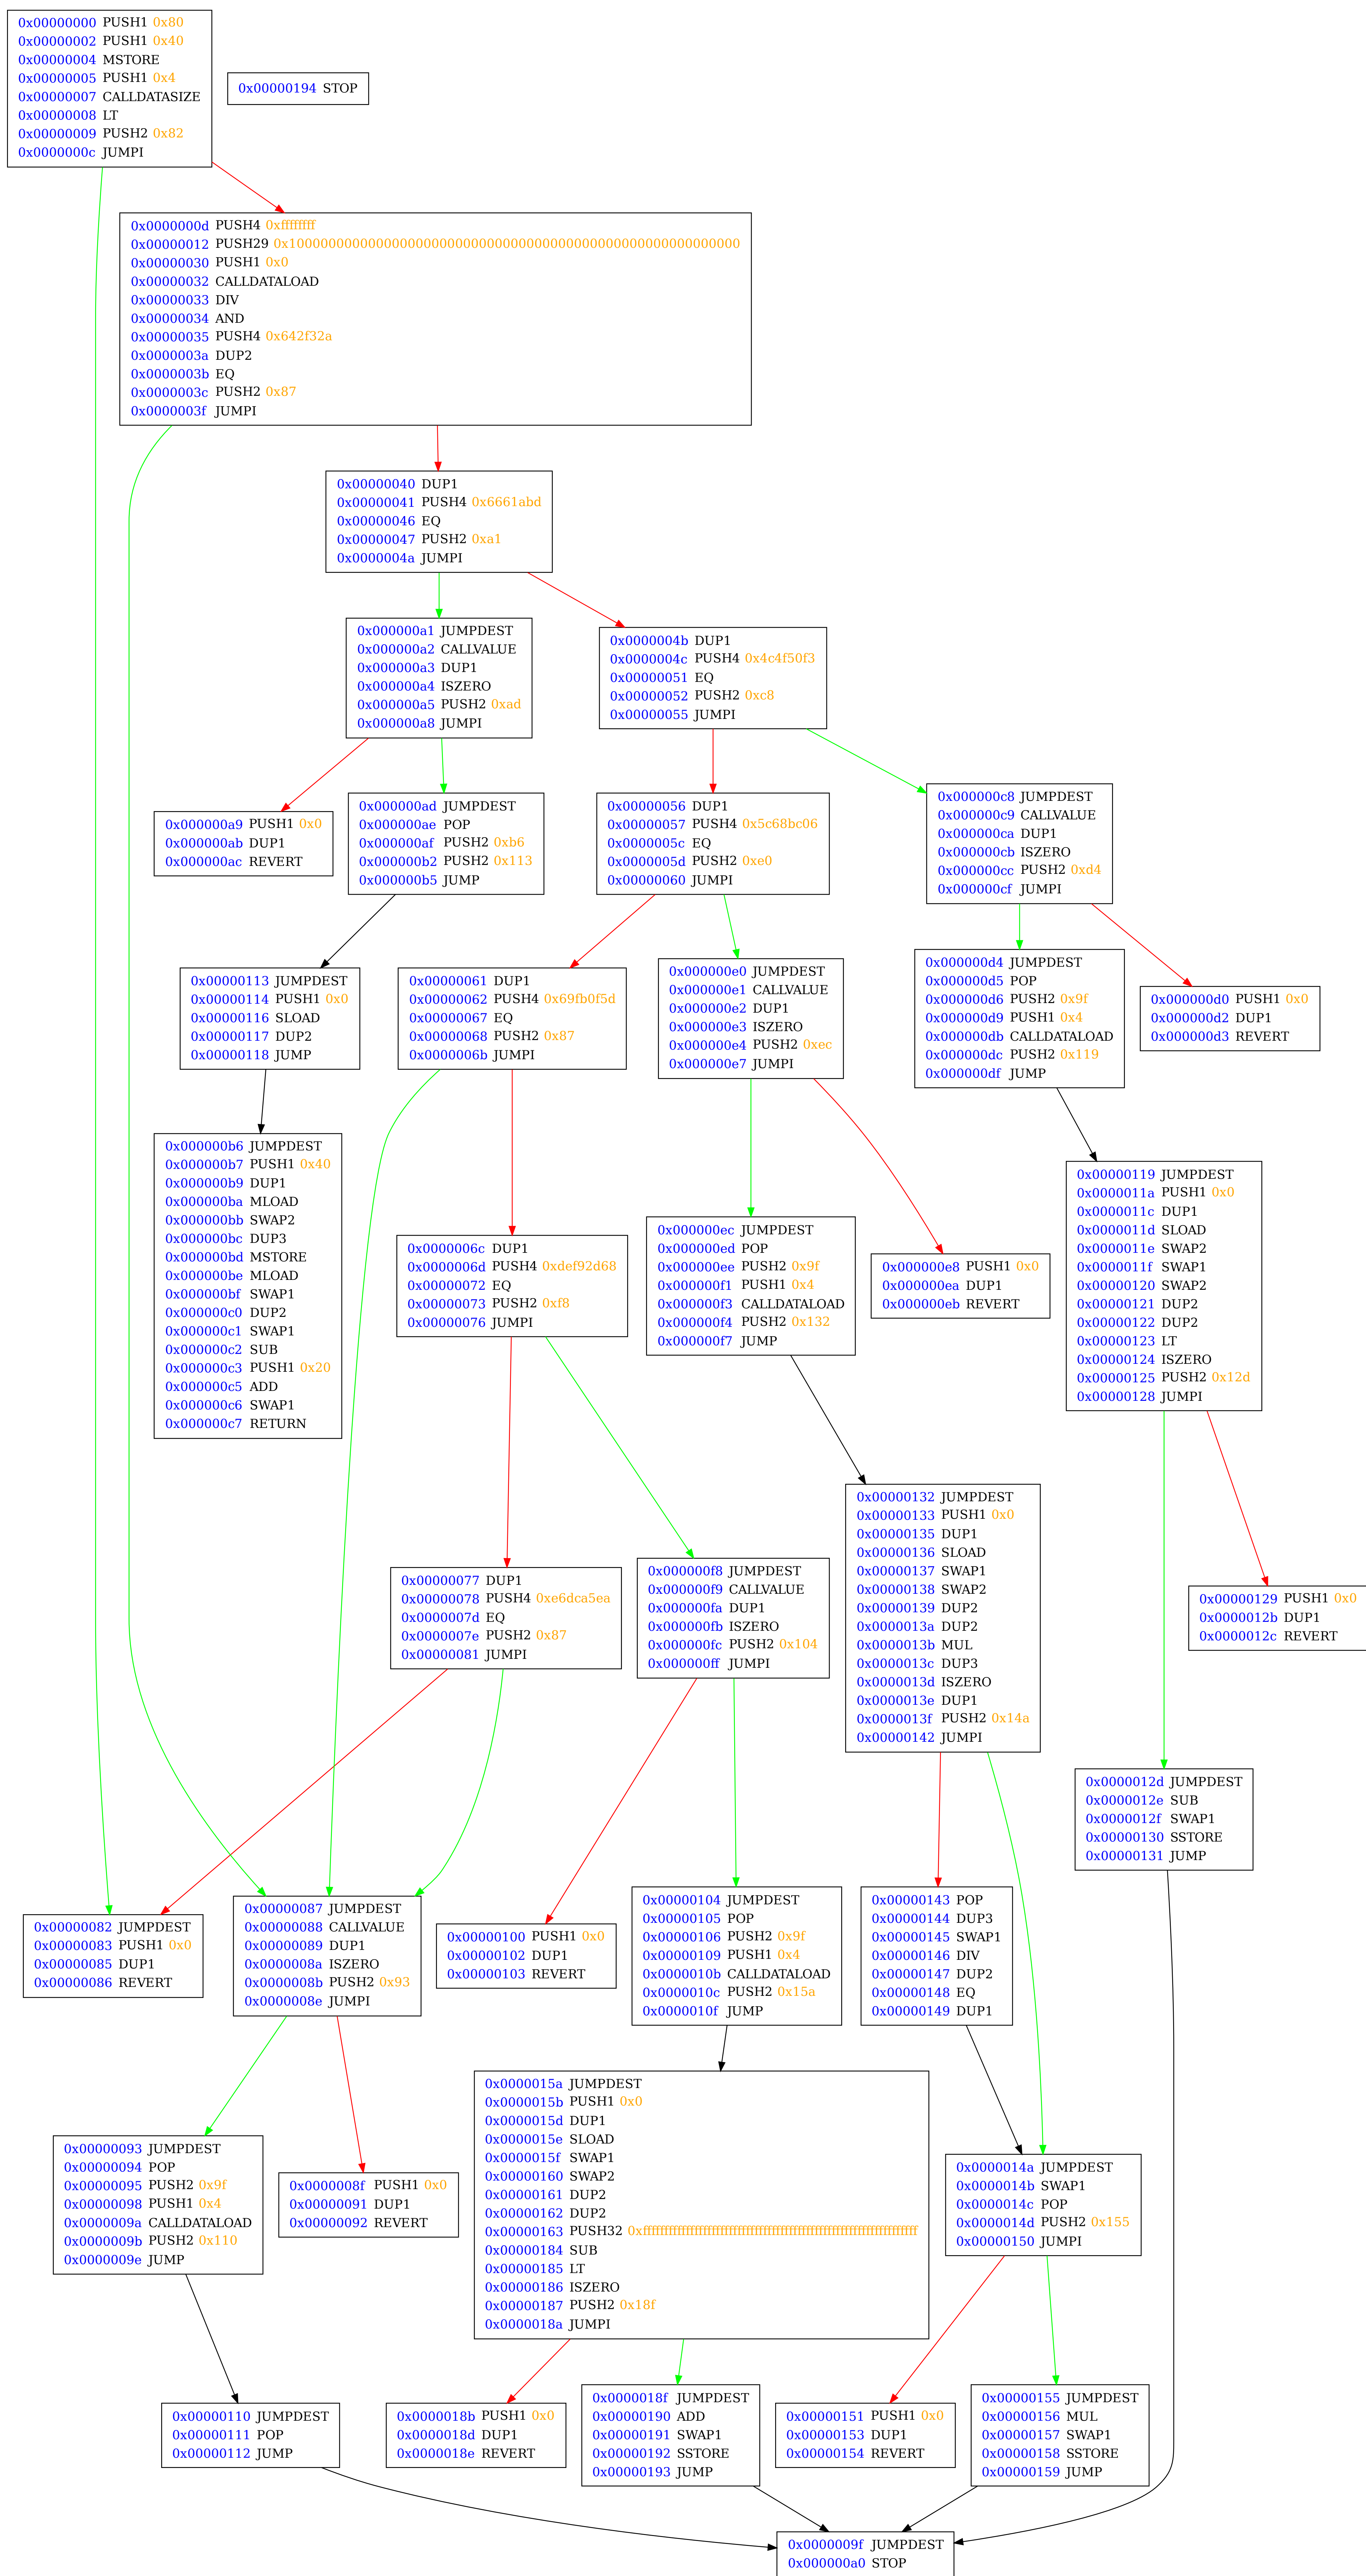 0x00000000 PUSH1 0x80
0x00000002 PUSH1 0x40
0x00000004 MSTORE
0x00000005 PUSH1 0x4
0x00000007 CALLDATASIZE
0x00000008 LT
0x00000009 PUSH2 0x82
0x0000000c JUMPI
0x00000194 STOP
0x0000000d PUSH4 0xffffffff
0x00000012 PUSH29 0x100000000000000000000000000000000000000000000000000000000
0x00000030 PUSH1 0x0
0x00000032 CALLDATALOAD
0x00000033 DIV
0x00000034 AND
0x00000035 PUSH4 0x642f32a
0x0000003a DUP2
0x0000003b EQ
0x0000003c PUSH2 0x87
0x0000003f JUMPI
0x00000040 DUP1
0x00000041 PUSH4 0x6661abd
0x00000046 EQ
0x00000047 PUSH2 0xa1
0x0000004a JUMPI
0x000000a1 JUMPDEST
0x000000a2 CALLVALUE
0x000000a3 DUP1
0x000000a4 ISZERO
0x000000a5 PUSH2 0xad
0x000000a8 JUMPI
0x0000004b DUP1
0x0000004c PUSH4 0x4c4f50f3
0x00000051 EQ
0x00000052 PUSH2 0xc8
0x00000055 JUMPI
0x000000a9 PUSH1 0x0
0x000000ab DUP1
0x000000ac REVERT
0x000000ad JUMPDEST
0x000000ae POP
0x000000af PUSH2 0xb6
0x000000b2 PUSH2 0x113
0x000000b5 JUMP
0x00000056 DUP1
0x00000057 PUSH4 0x5c68bc06
0x0000005c EQ
0x0000005d PUSH2 0xe0
0x00000060 JUMPI
0x000000c8 JUMPDEST
0x000000c9 CALLVALUE
0x000000ca DUP1
0x000000cb ISZERO
0x000000cc PUSH2 0xd4
0x000000cf JUMPI
0x00000113 JUMPDEST
0x00000114 PUSH1 0x0
0x00000116 SLOAD
0x00000117 DUP2
0x00000118 JUMP
0x00000061 DUP1
0x00000062 PUSH4 0x69fb0f5d
0x00000067 EQ
0x00000068 PUSH2 0x87
0x0000006b JUMPI
0x000000e0 JUMPDEST
0x000000e1 CALLVALUE
0x000000e2 DUP1
0x000000e3 ISZERO
0x000000e4 PUSH2 0xec
0x000000e7 JUMPI
0x000000d4 JUMPDEST
0x000000d5 POP
0x000000d6 PUSH2 0x9f
0x000000d9 PUSH1 0x4
0x000000db CALLDATALOAD
0x000000dc PUSH2 0x119
0x000000df JUMP
0x000000d0 PUSH1 0x0
0x000000d2 DUP1
0x000000d3 REVERT
0x000000b6 JUMPDEST
0x000000b7 PUSH1 0x40
0x000000b9 DUP1
0x000000ba MLOAD
0x000000bb SWAP2
0x000000bc DUP3
0x000000bd MSTORE
0x000000be MLOAD
0x000000bf SWAP1
0x000000c0 DUP2
0x000000c1 SWAP1
0x000000c2 SUB
0x000000c3 PUSH1 0x20
0x000000c5 ADD
0x000000c6 SWAP1
0x000000c7 RETURN
0x0000006c DUP1
0x0000006d PUSH4 0xdef92d68
0x00000072 EQ
0x00000073 PUSH2 0xf8
0x00000076 JUMPI
0x000000ec JUMPDEST
0x000000ed POP
0x000000ee PUSH2 0x9f
0x000000f1 PUSH1 0x4
0x000000f3 CALLDATALOAD
0x000000f4 PUSH2 0x132
0x000000f7 JUMP
0x000000e8 PUSH1 0x0
0x000000ea DUP1
0x000000eb REVERT
0x00000119 JUMPDEST
0x0000011a PUSH1 0x0
0x0000011c DUP1
0x0000011d SLOAD
0x0000011e SWAP2
0x0000011f SWAP1
0x00000120 SWAP2
0x00000121 DUP2
0x00000122 DUP2
0x00000123 LT
0x00000124 ISZERO
0x00000125 PUSH2 0x12d
0x00000128 JUMPI
0x00000077 DUP1
0x00000078 PUSH4 0xe6dca5ea
0x0000007d EQ
0x0000007e PUSH2 0x87
0x00000081 JUMPI
0x000000f8 JUMPDEST
0x000000f9 CALLVALUE
0x000000fa DUP1
0x000000fb ISZERO
0x000000fc PUSH2 0x104
0x000000ff JUMPI
0x00000132 JUMPDEST
0x00000133 PUSH1 0x0
0x00000135 DUP1
0x00000136 SLOAD
0x00000137 SWAP1
0x00000138 SWAP2
0x00000139 DUP2
0x0000013a DUP2
0x0000013b MUL
0x0000013c DUP3
0x0000013d ISZERO
0x0000013e DUP1
0x0000013f PUSH2 0x14a
0x00000142 JUMPI
0x00000129 PUSH1 0x0
0x0000012b DUP1
0x0000012c REVERT
0x0000012d JUMPDEST
0x0000012e SUB
0x0000012f SWAP1
0x00000130 SSTORE
0x00000131 JUMP
0x00000082 JUMPDEST
0x00000083 PUSH1 0x0
0x00000085 DUP1
0x00000086 REVERT
0x00000087 JUMPDEST
0x00000088 CALLVALUE
0x00000089 DUP1
0x0000008a ISZERO
0x0000008b PUSH2 0x93
0x0000008e JUMPI
0x00000100 PUSH1 0x0
0x00000102 DUP1
0x00000103 REVERT
0x00000104 JUMPDEST
0x00000105 POP
0x00000106 PUSH2 0x9f
0x00000109 PUSH1 0x4
0x0000010b CALLDATALOAD
0x0000010c PUSH2 0x15a
0x0000010f JUMP
0x00000143 POP
0x00000144 DUP3
0x00000145 SWAP1
0x00000146 DIV
0x00000147 DUP2
0x00000148 EQ
0x00000149 DUP1
0x00000093 JUMPDEST
0x00000094 POP
0x00000095 PUSH2 0x9f
0x00000098 PUSH1 0x4
0x0000009a CALLDATALOAD
0x0000009b PUSH2 0x110
0x0000009e JUMP
0x0000008f PUSH1 0x0
0x00000091 DUP1
0x00000092 REVERT
0x0000015a JUMPDEST
0x0000015b PUSH1 0x0
0x0000015d DUP1
0x0000015e SLOAD
0x0000015f SWAP1
0x00000160 SWAP2
0x00000161 DUP2
0x00000162 DUP2
0x00000163 PUSH32 0xffffffffffffffffffffffffffffffffffffffffffffffffffffffffffffffff
0x00000184 SUB
0x00000185 LT
0x00000186 ISZERO
0x00000187 PUSH2 0x18f
0x0000018a JUMPI
0x0000014a JUMPDEST
0x0000014b SWAP1
0x0000014c POP
0x0000014d PUSH2 0x155
0x00000150 JUMPI
0x00000110 JUMPDEST
0x00000111 POP
0x00000112 JUMP
0x0000018b PUSH1 0x0
0x0000018d DUP1
0x0000018e REVERT
0x0000018f JUMPDEST
0x00000190 ADD
0x00000191 SWAP1
0x00000192 SSTORE
0x00000193 JUMP
0x00000151 PUSH1 0x0
0x00000153 DUP1
0x00000154 REVERT
0x00000155 JUMPDEST
0x00000156 MUL
0x00000157 SWAP1
0x00000158 SSTORE
0x00000159 JUMP
0x0000009f JUMPDEST
0x000000a0 STOP